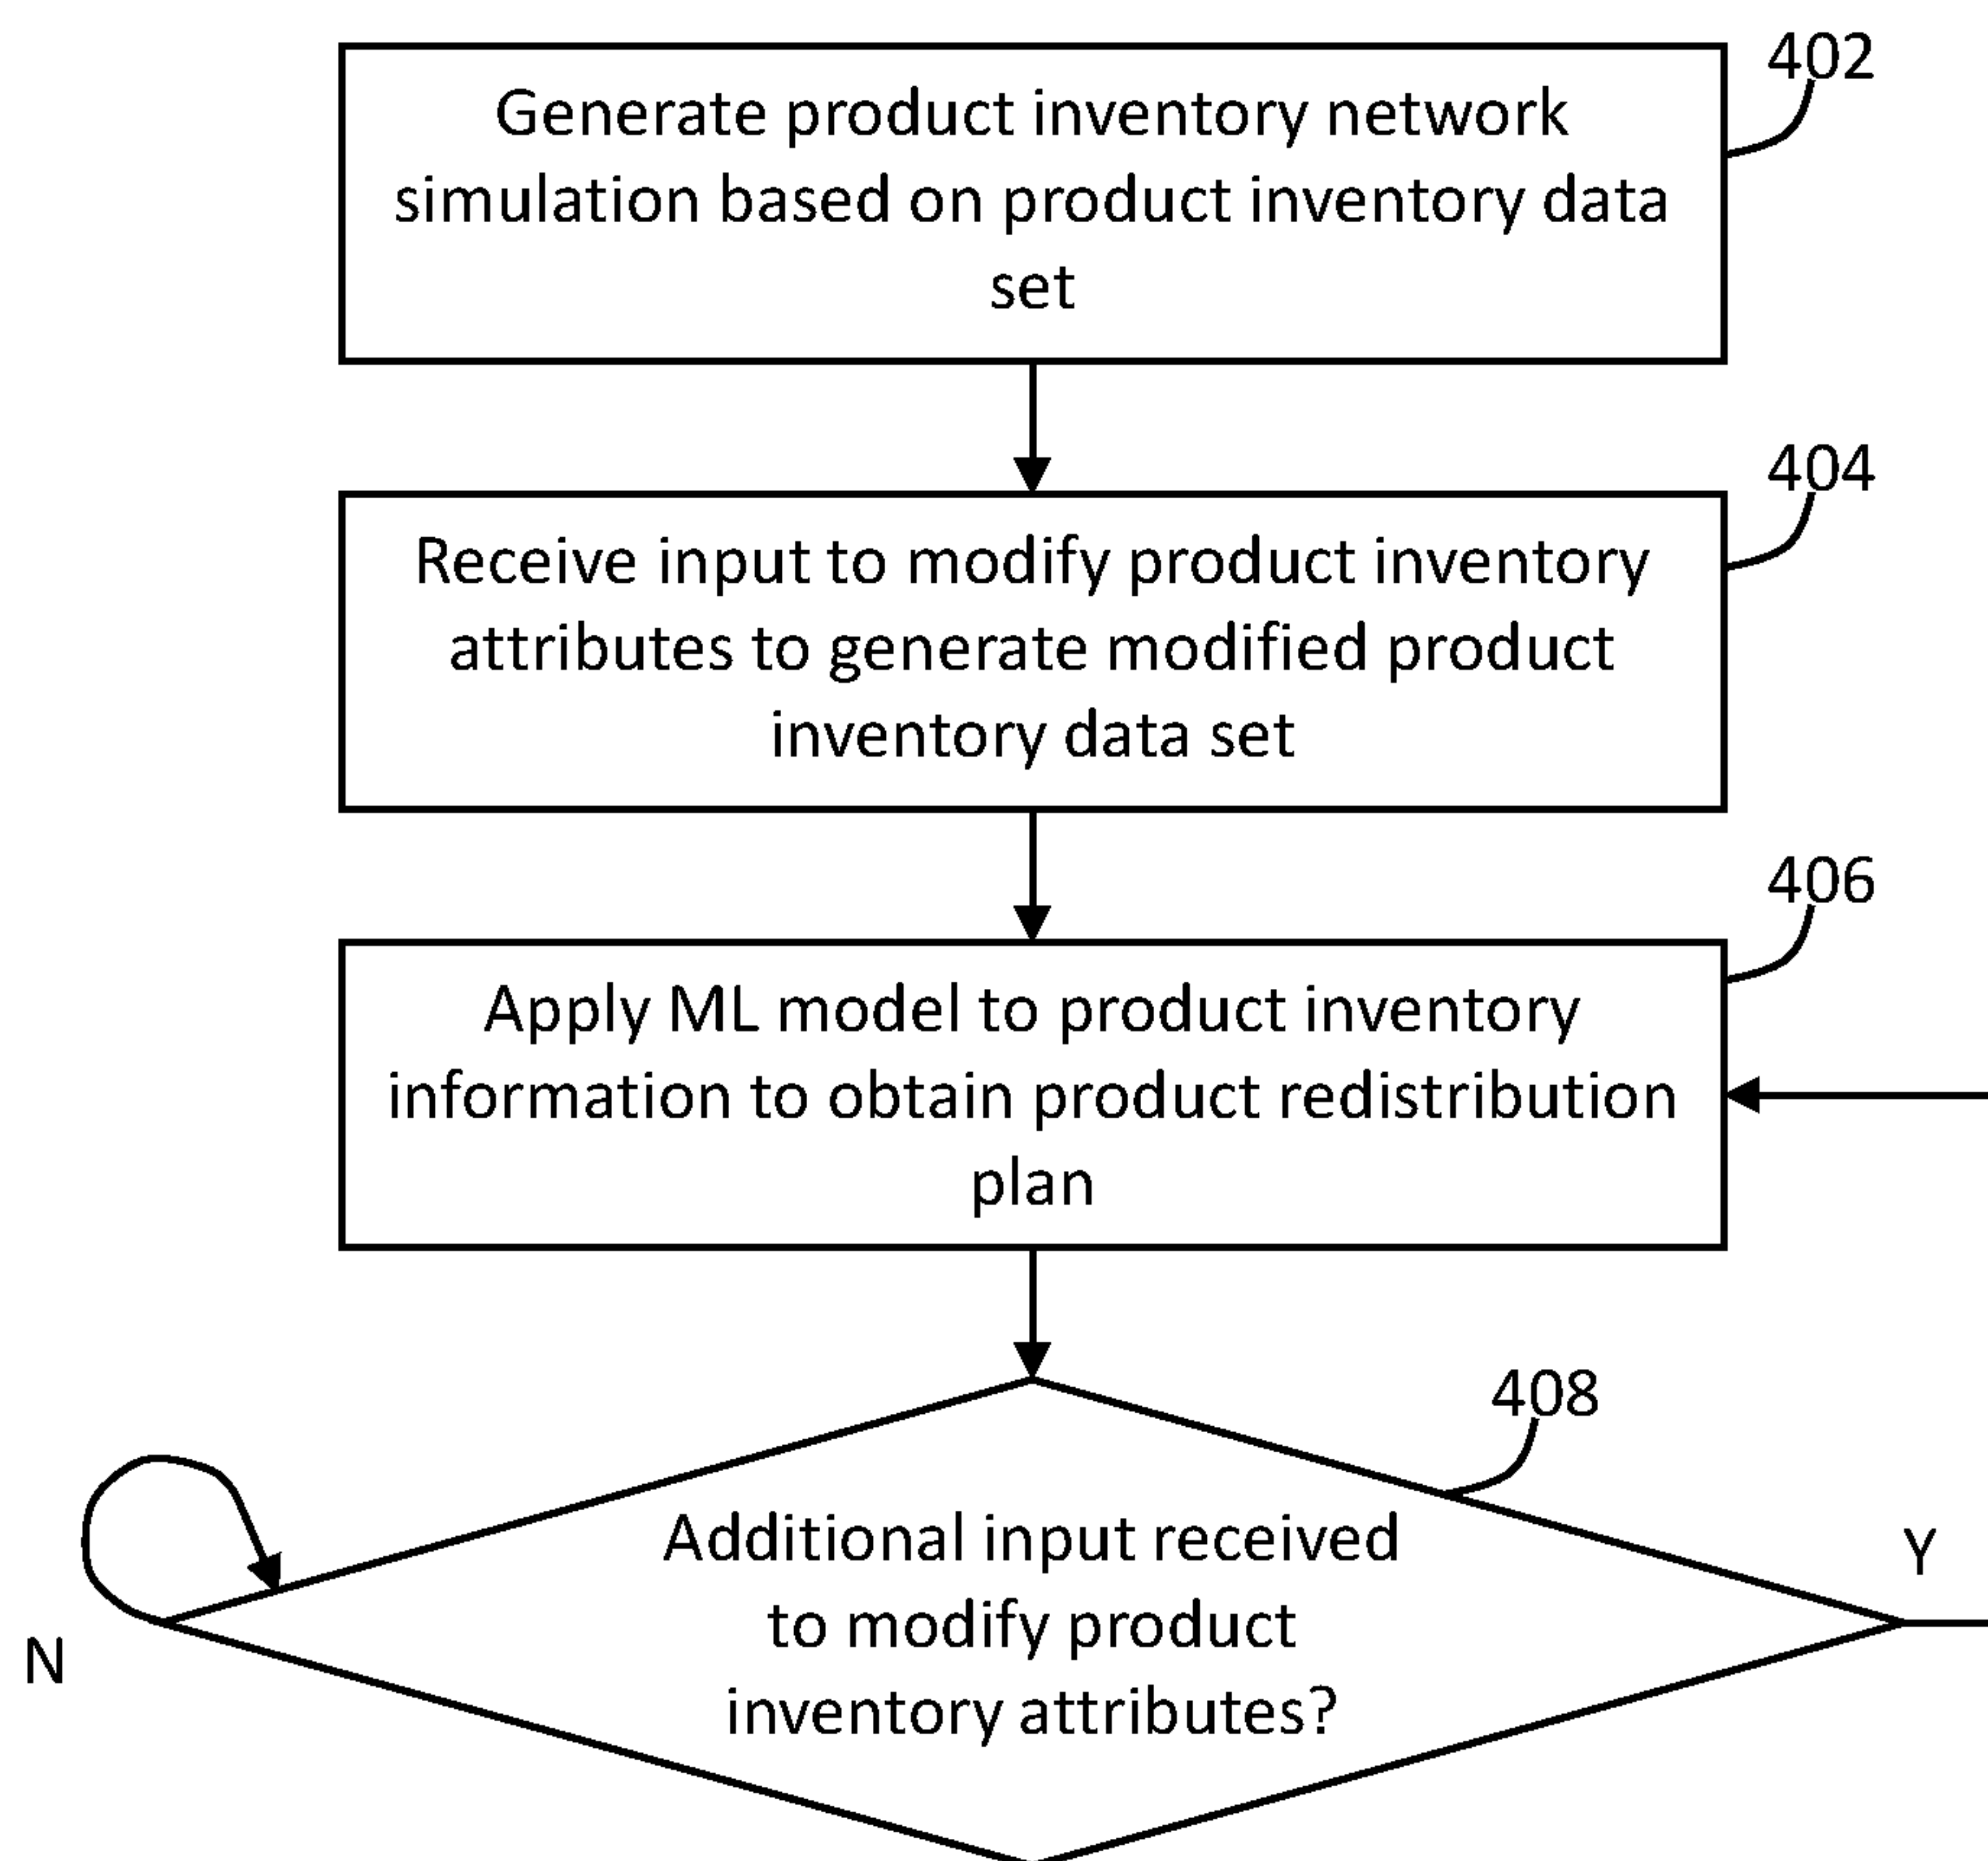 402
Generate product inventory network
simulation based on product inventory data
set
404
Receive input to modify product inventory
attributes to generate modified product
inventory data set
406
Apply ML model to product inventory
information to obtain product redistribution
plan
408
Additional input received
to modify product
inventory attributes?
Y
N